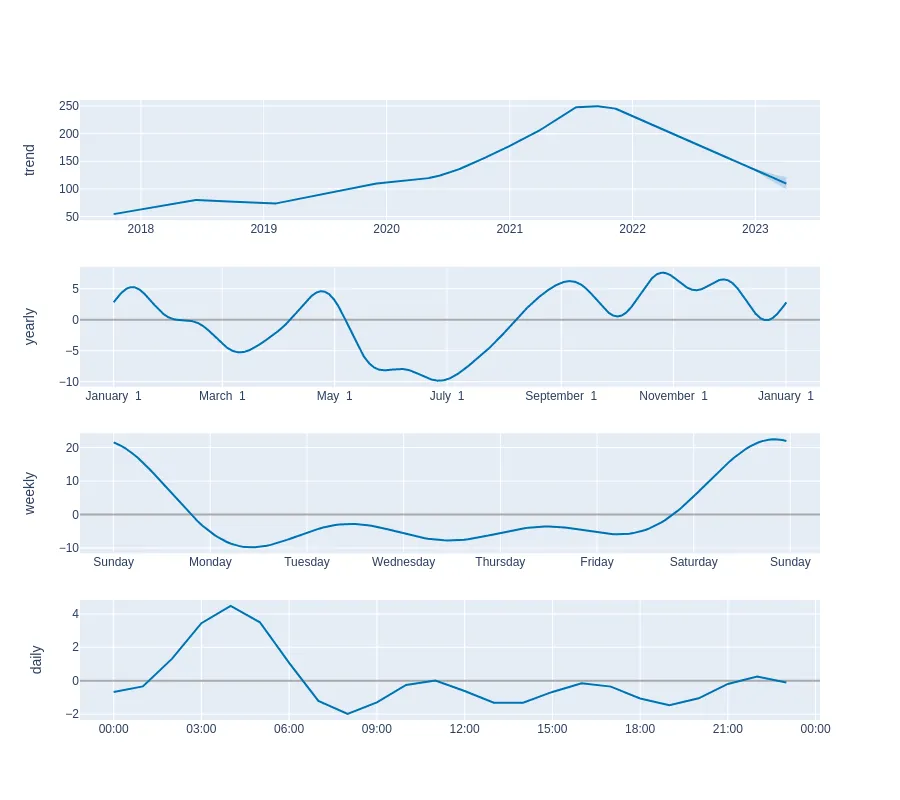 trend
250
200
150
100
50
2018 2019 2020 2021 2022 2023
yearly
5
0
−5
−10
January 1 March 1 May 1 July 1 September 1 November 1 January 1
weekly
20
10
0
−10
Sunday Monday Tuesday Wednesday Thursday Friday Saturday Sunday
daily
4
2
0
−2
00:00 03:00 06:00 09:00 12:00 15:00 18:00 21:00 00:00